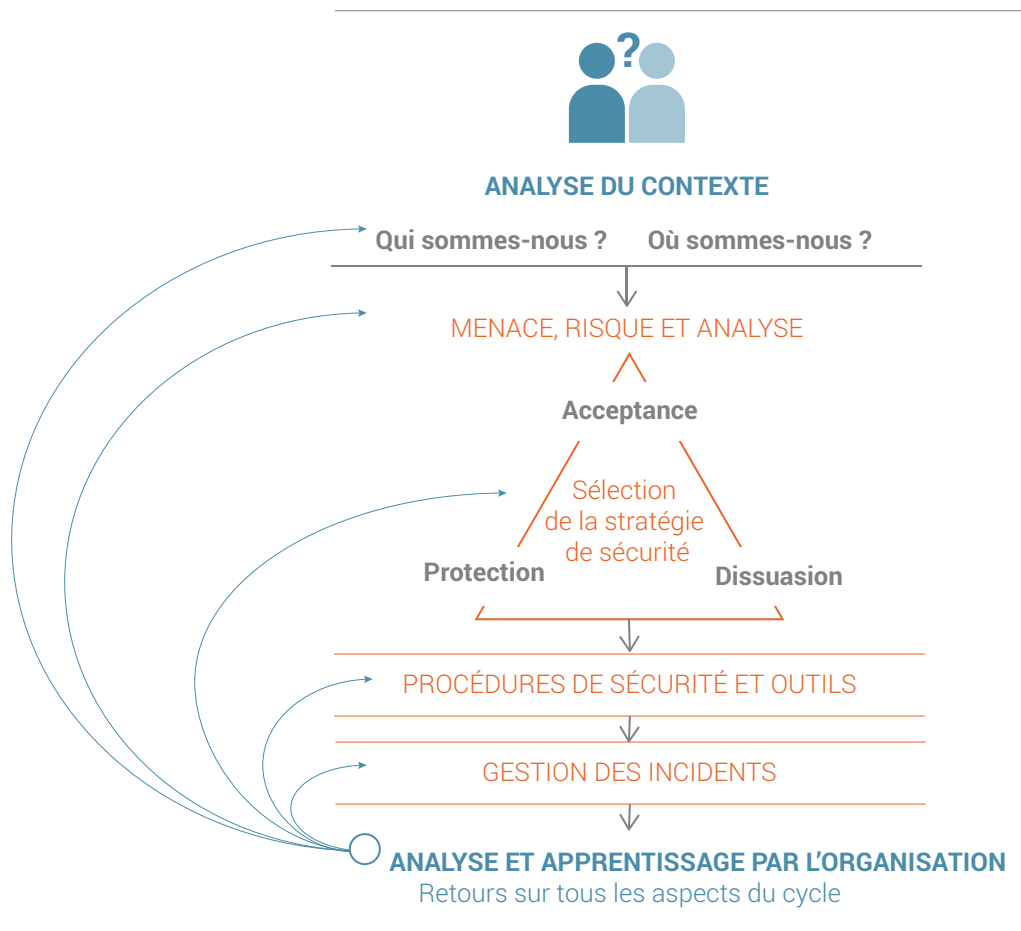 ?
ANALYSE DU CONTEXTE
Qui sommes-nous ? Où sommes-nous ?
MENACE, RISQUE ET ANALYSE
Acceptance
Sélection
de la stratégie
de sécurité
Protection
Dissuasion
PROCÉDURES DE SÉCURITÉ ET OUTILS
GESTION DES INCIDENTS
ANALYSE ET APPRENTISSAGE PAR L'ORGANISATION
Retours sur tous les aspects du cycle